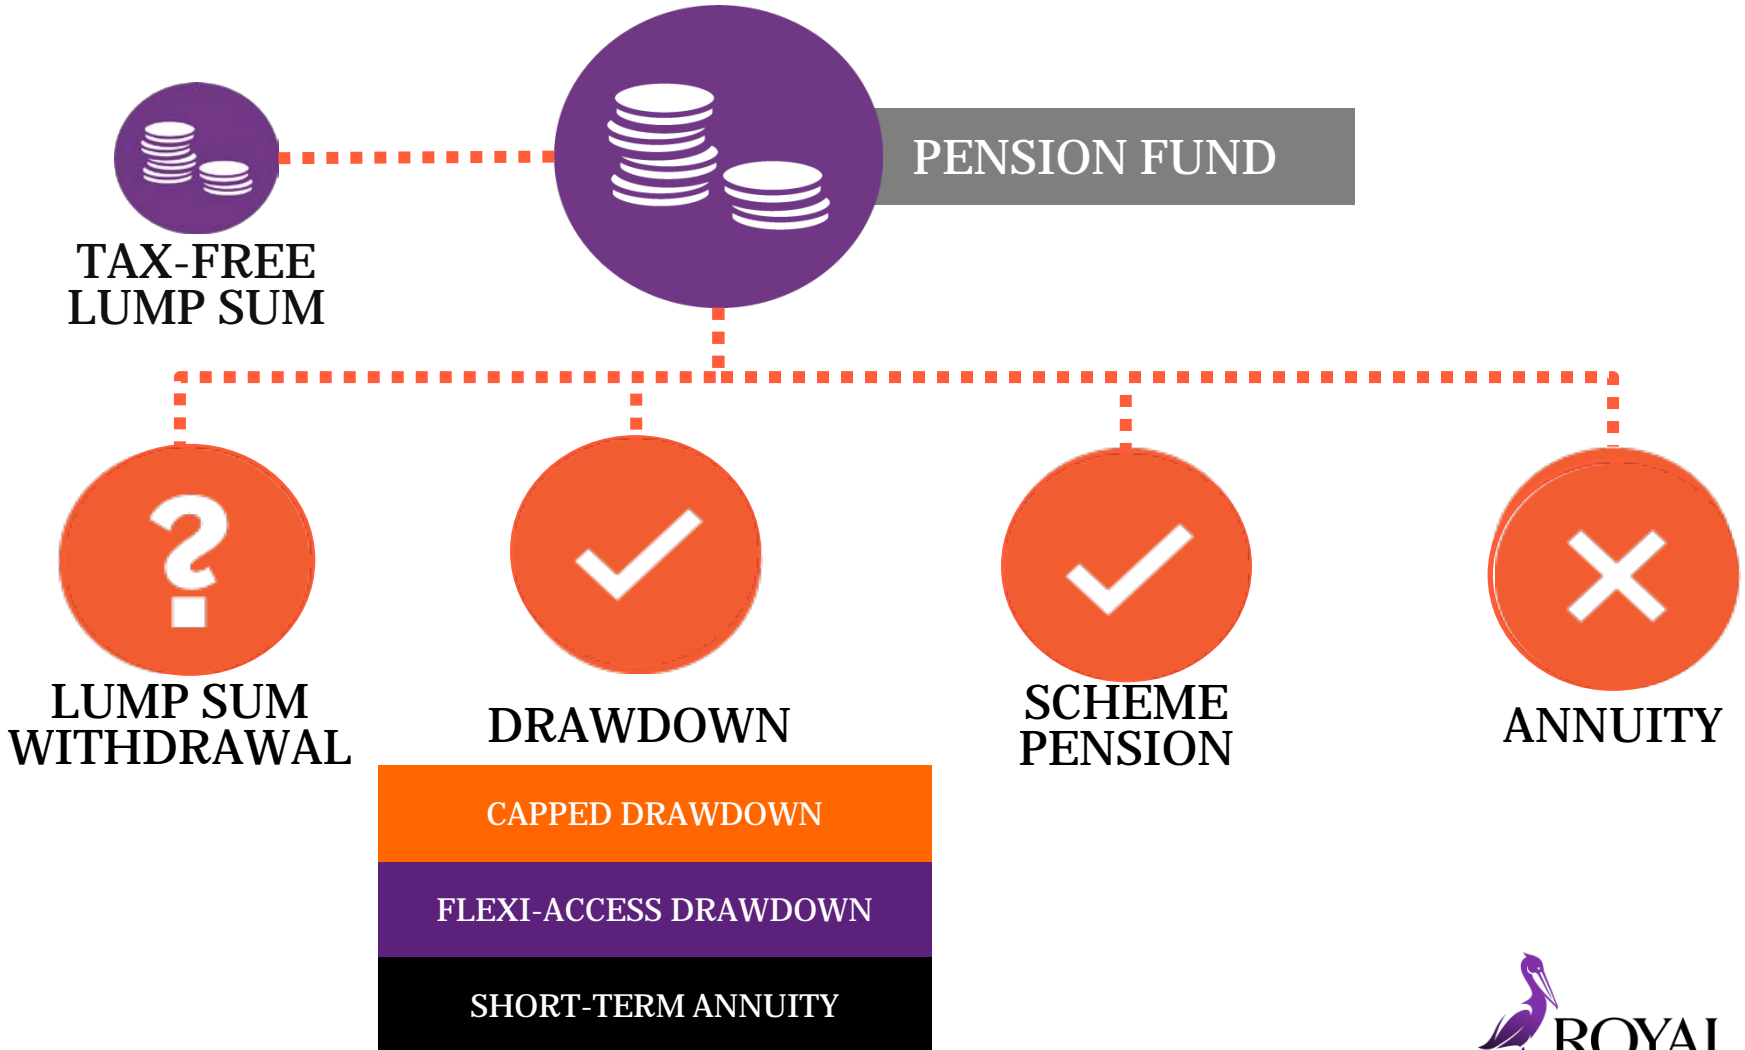 PENSION FUND
TAX-FREE
LUMP SUM
LUMP SUM
WITHDRAWAL
DRAWDOWN
SCHEME
PENSION
ANNUITY
CAPPED DRAWDOWN
FLEXI-ACCESS DRAWDOWN
SHORT-TERM ANNUITY
ROYAL